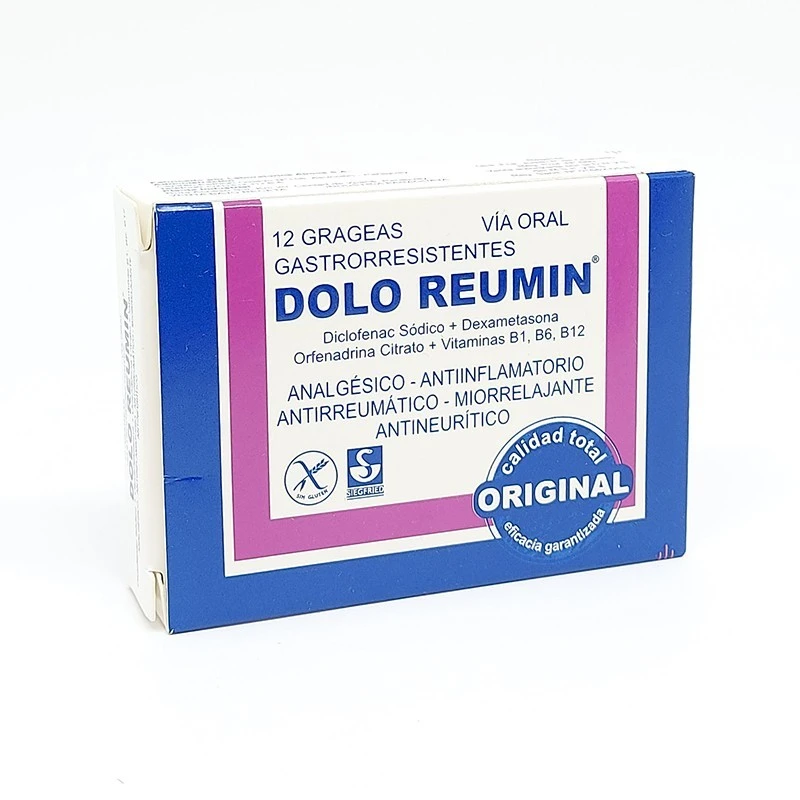 12 GRAGEAS VÍA ORAL
GASTRORRESISTENTES
DOLO REUMIN®
Diclofenac Sódico + Dexametasona
Orfenadrina Citrato + Vitaminas B1, B6, B12
ANALGÉSICO - ANTIINFLAMATORIO
ANTIRREUMÁTICO - MIORRELAJANTE
ANTINEURÍTICO
SIN GLUTEN
SIEGFRIED
calidad total
ORIGINAL
eficacia garantizada
DOLO REUMIN